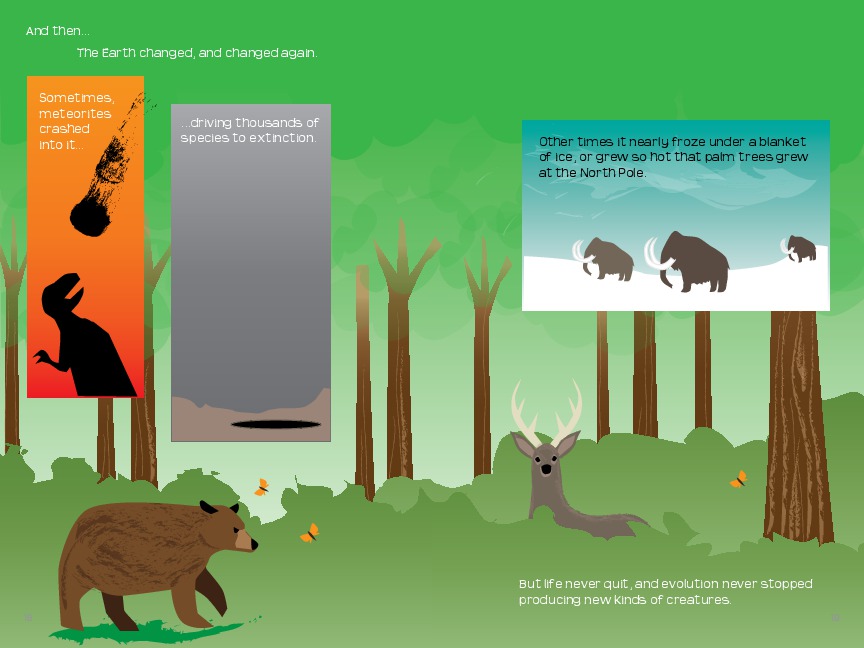 And then...
The Earth changed, and changed again.
Sometimes,
meteorites
crashed
into it...
...driving thousands of
species to extinction.
Other times it nearly froze under a blanket
of ice, or grew so hot that palm trees grew
at the North Pole.
But life never quit, and evolution never stopped
producing new kinds of creatures.